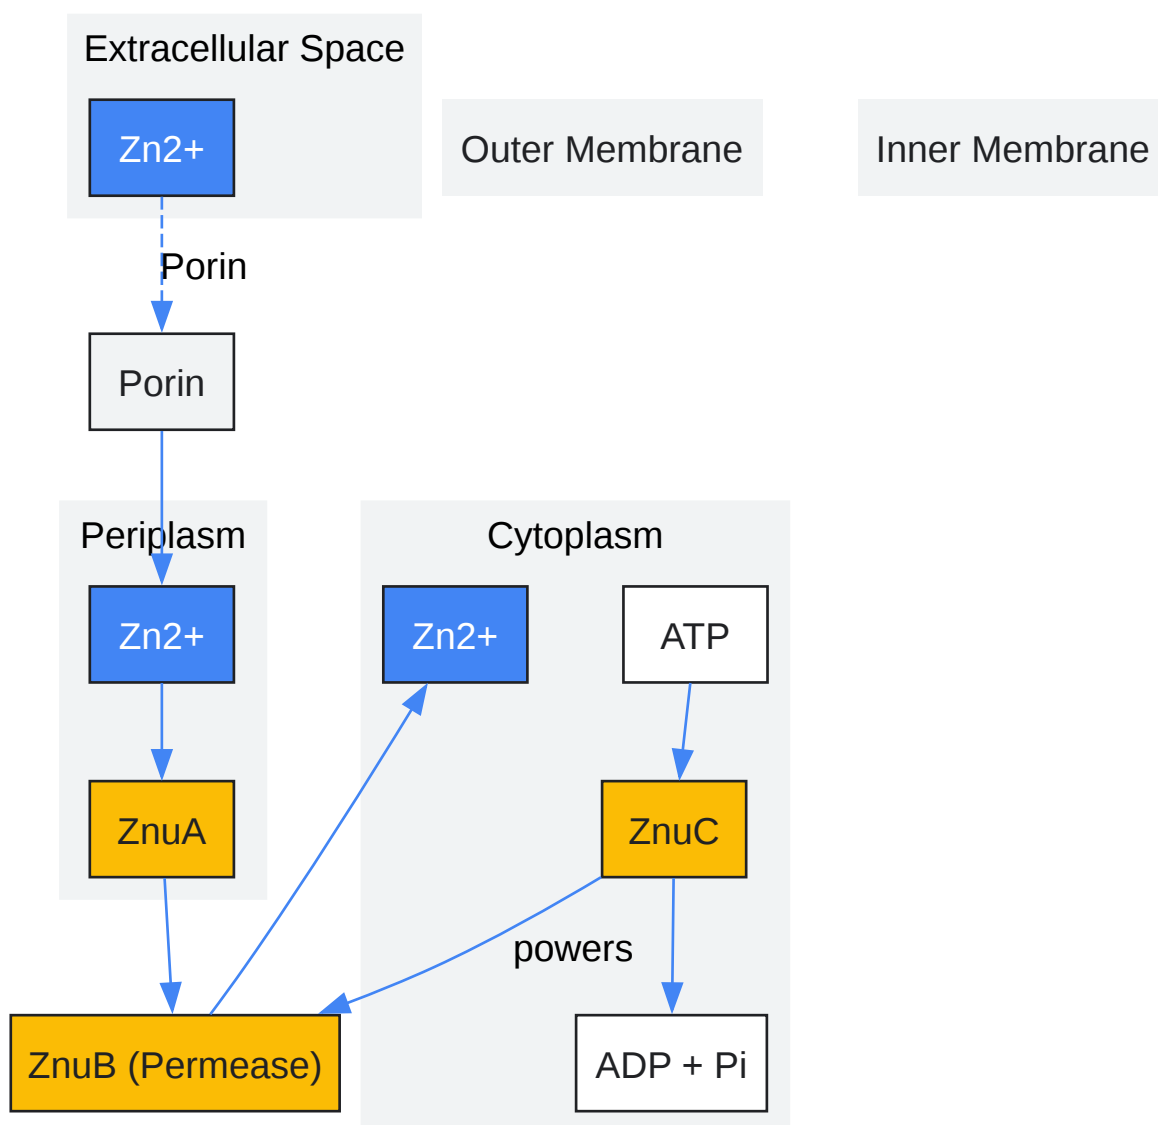 Extracellular Space
Zn2+
Outer Membrane
Inner Membrane
Porin
Porin
Periplasm
Cytoplasm
Zn2+
Zn2+
ATP
ZnuA
ZnuC
powers
ZnuB (Permease)
ADP + Pi